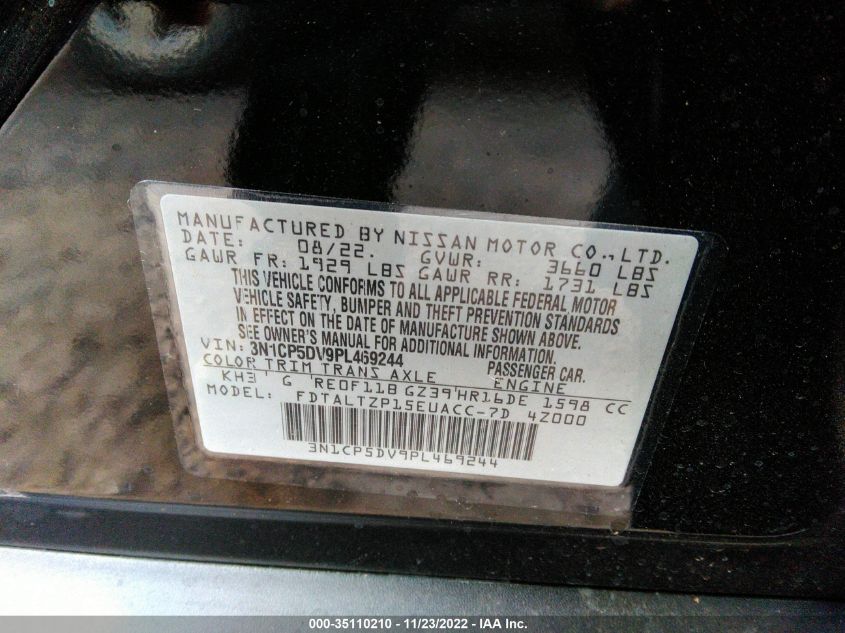 MANUFACTURED BY NISSAN MOTOR CO.,LTD.
DATE: 08/22. GVWR: 3660 LBS
GAWR FR: 1929 LBS GAWR RR: 1731 LBS
THIS VEHICLE CONFORMS TO ALL APPLICABLE FEDERAL MOTOR
VEHICLE SAFETY, BUMPER AND THEFT PREVENTION STANDARDS
IN EFFECT ON THE DATE OF MANUFACTURE SHOWN ABOVE.
SEE OWNER'S MANUAL FOR ADDITIONAL INFORMATION.
VIN: 3N1CP5DV9PL469244 PASSENGER CAR.
COLOR TRIM TRANS AXLE ENGINE
KH3 G 'RE0F11B GZ39'HR16DE 1598 CC
MODEL: FDTALTZP15EUACC-7D 4Z000
3N1CP5DV9PL469244
000-35110210 - 11/23/2022 - IAA Inc.